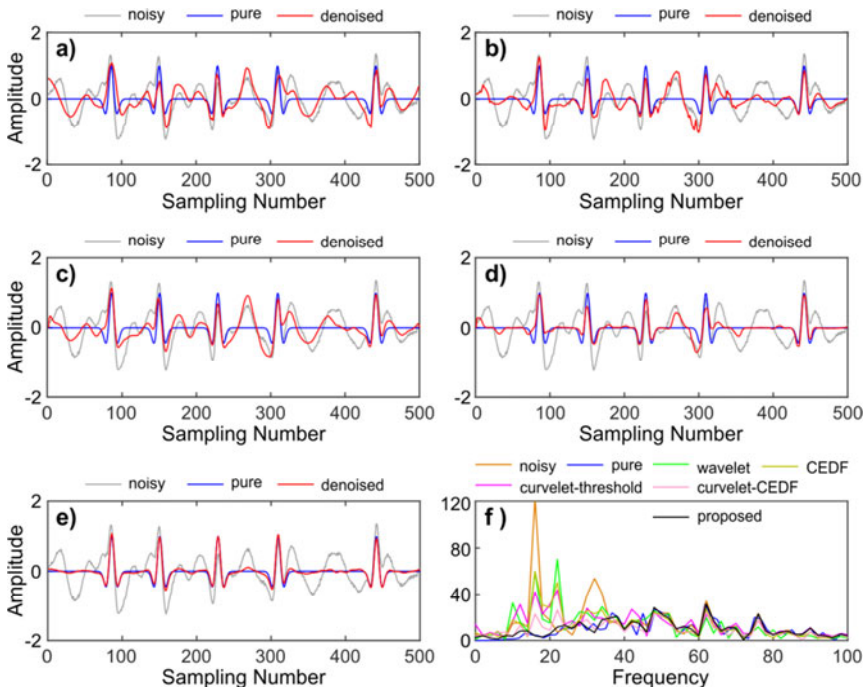 noisy pure denoised
a)
2
0
-2
Amplitude
0 100 200 300 400 500
Sampling Number
noisy pure denoised
b)
2
0
-2
0 100 200 300 400 500
Sampling Number
noisy pure denoised
c)
2
0
-2
Amplitude
0 100 200 300 400 500
Sampling Number
noisy pure denoised
d)
2
0
-2
0 100 200 300 400 500
Sampling Number
noisy pure denoised
e)
2
0
-2
Amplitude
0 100 200 300 400 500
Sampling Number
noisy pure wavelet CEDF
curvelet-threshold curvelet-CEDF
proposed
f)
120
80
40
0
0 20 40 60 80 100
Frequency